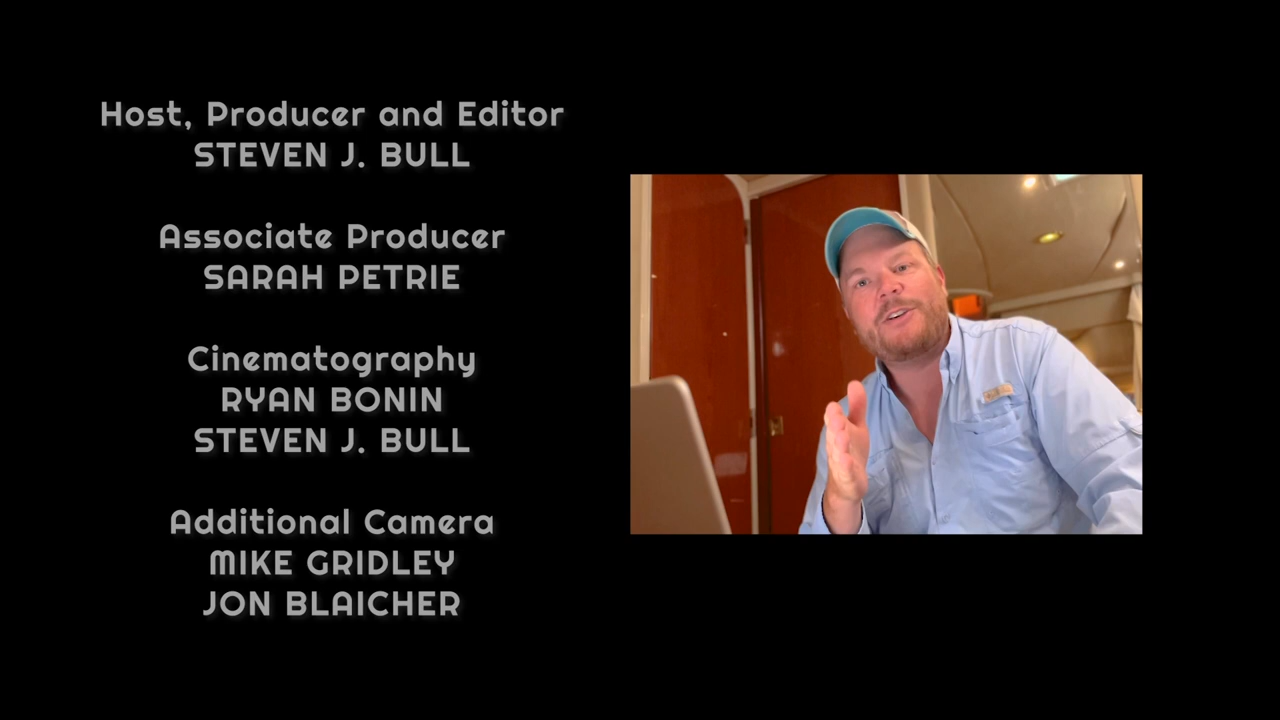 Host, Producer and Editor
STEVEN J. BULL
Associate Producer
SARAH PETRIE
Cinematography
RYAN BONIN
STEVEN J. BULL
Additional Camera
MIKE GRIDLEY
JON BLAICHER